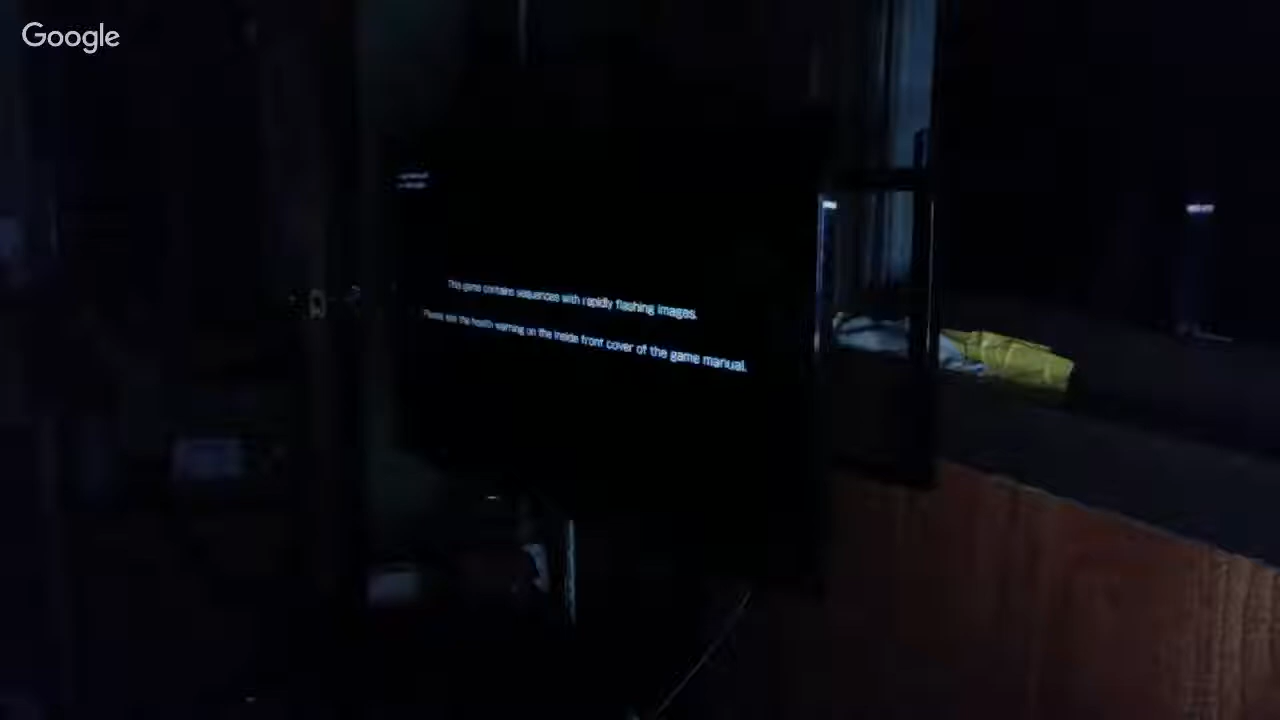 Google
This game contains sequences with rapidly flashing images.
Please see the health warning on the inside front cover of the game manual.